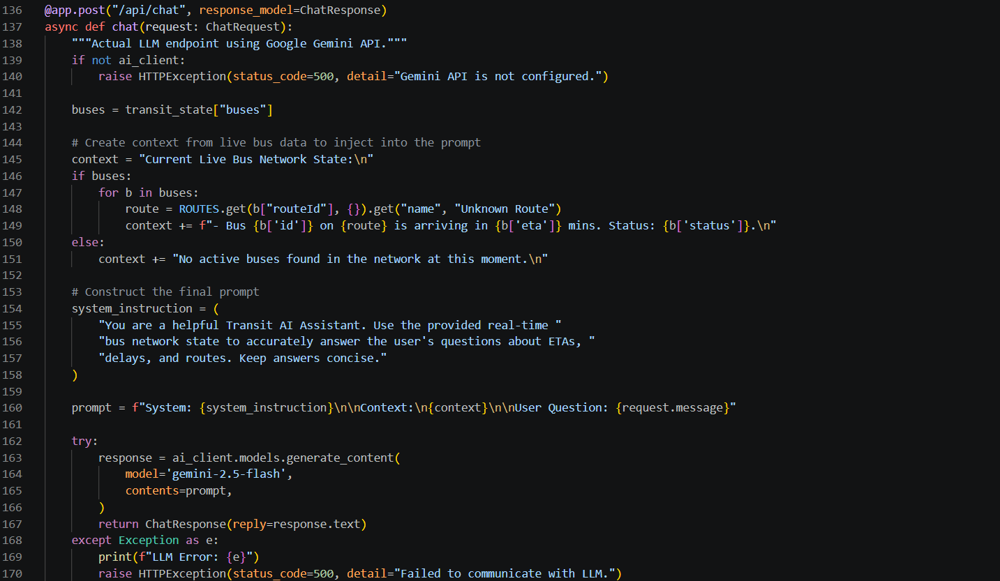 136 @app.post("/api/chat", response_model=ChatResponse)
137 async def chat(request: ChatRequest):
138     """Actual LLM endpoint using Google Gemini API."""
139     if not ai_client:
140         raise HTTPException(status_code=500, detail="Gemini API is not configured.")
141
142     buses = transit_state["buses"]
143
144     # Create context from live bus data to inject into the prompt
145     context = "Current Live Bus Network State:\n"
146     if buses:
147         for b in buses:
148             route = ROUTES.get(b["routeId"], {}).get("name", "Unknown Route")
149             context += f"- Bus {b['id']} on {route} is arriving in {b['eta']} mins. Status: {b['status']}.\n"
150     else:
151         context += "No active buses found in the network at this moment.\n"
152
153     # Construct the final prompt
154     system_instruction = (
155         "You are a helpful Transit AI Assistant. Use the provided real-time "
156         "bus network state to accurately answer the user's questions about ETAs, "
157         "delays, and routes. Keep answers concise."
158     )
159
160     prompt = f"System: {system_instruction}\n\nContext:\n{context}\n\nUser Question: {request.message}"
161
162     try:
163         response = ai_client.models.generate_content(
164             model='gemini-2.5-flash',
165             contents=prompt,
166         )
167         return ChatResponse(reply=response.text)
168     except Exception as e:
169         print(f"LLM Error: {e}")
170         raise HTTPException(status_code=500, detail="Failed to communicate with LLM.")